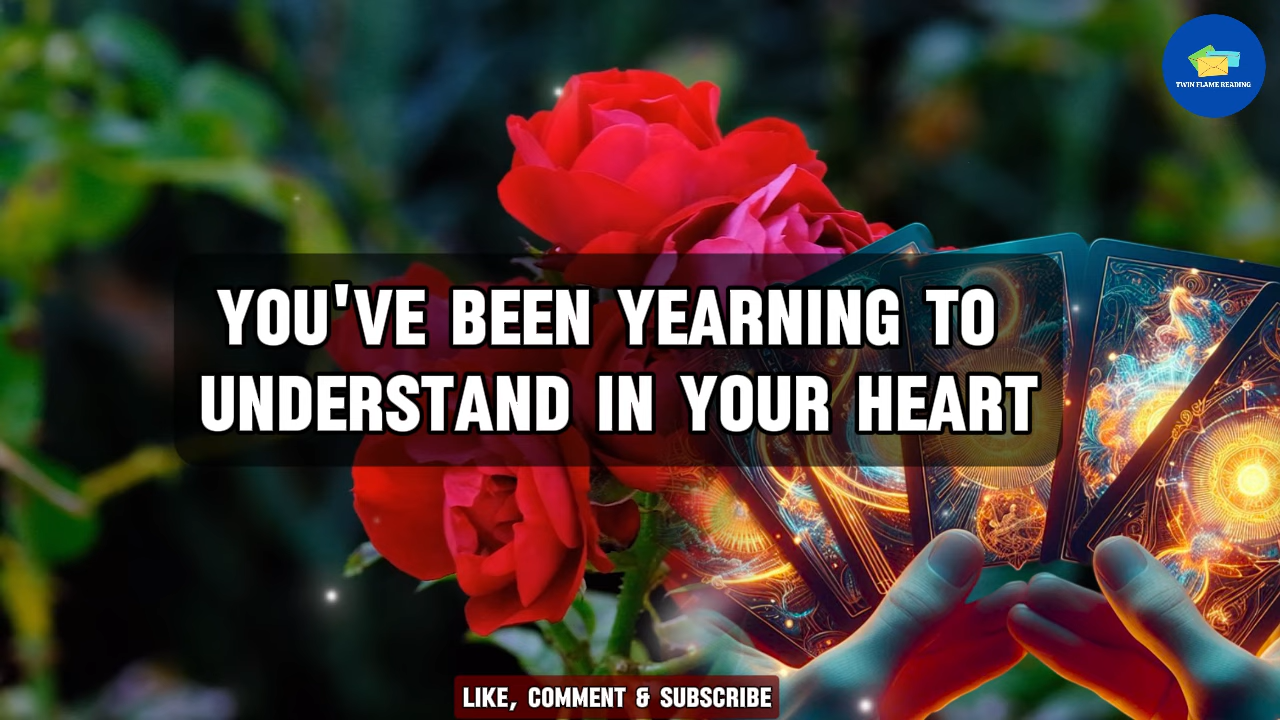 TWIN FLAME READING
YOU'VE BEEN YEARNING TO
UNDERSTAND IN YOUR HEART
LIKE, COMMENT & SUBSCRIBE